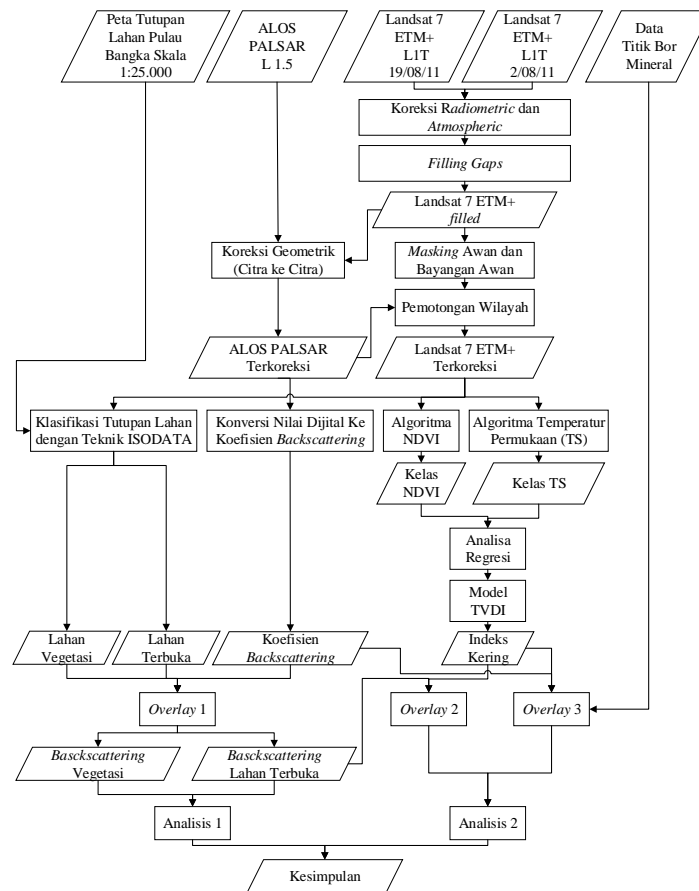 Peta Tutupan
Lahan Pulau
Bangka Skala
1:25.000
ALOS
PALSAR
L 1.5
Landsat 7
ETM+
L1T
19/08/11
Landsat 7
ETM+
L1T
2/08/11
Data
Titik Bor
Mineral
Koreksi Radiometric dan
Atmospheric
Filling Gaps
Landsat 7 ETM+
filled
Koreksi Geometrik
(Citra ke Citra)
Masking Awan dan
Bayangan Awan
Pemotongan Wilayah
ALOS PALSAR
Terkoreksi
Landsat 7 ETM+
Terkoreksi
Klasifikasi Tutupan Lahan
dengan Teknik ISODATA
Konversi Nilai Dijital Ke
Koefisien Backscattering
Algoritma
NDVI
Algoritma Temperatur
Permukaan (TS)
Kelas
NDVI
Kelas TS
Analisa
Regresi
Model
TVDI
Lahan
Vegetasi
Lahan
Terbuka
Koefisien
Backscattering
Indeks
Kering
Overlay 1
Overlay 2
Overlay 3
Basckscattering
Vegetasi
Basckscattering
Lahan Terbuka
Analisis 1
Analisis 2
Kesimpulan